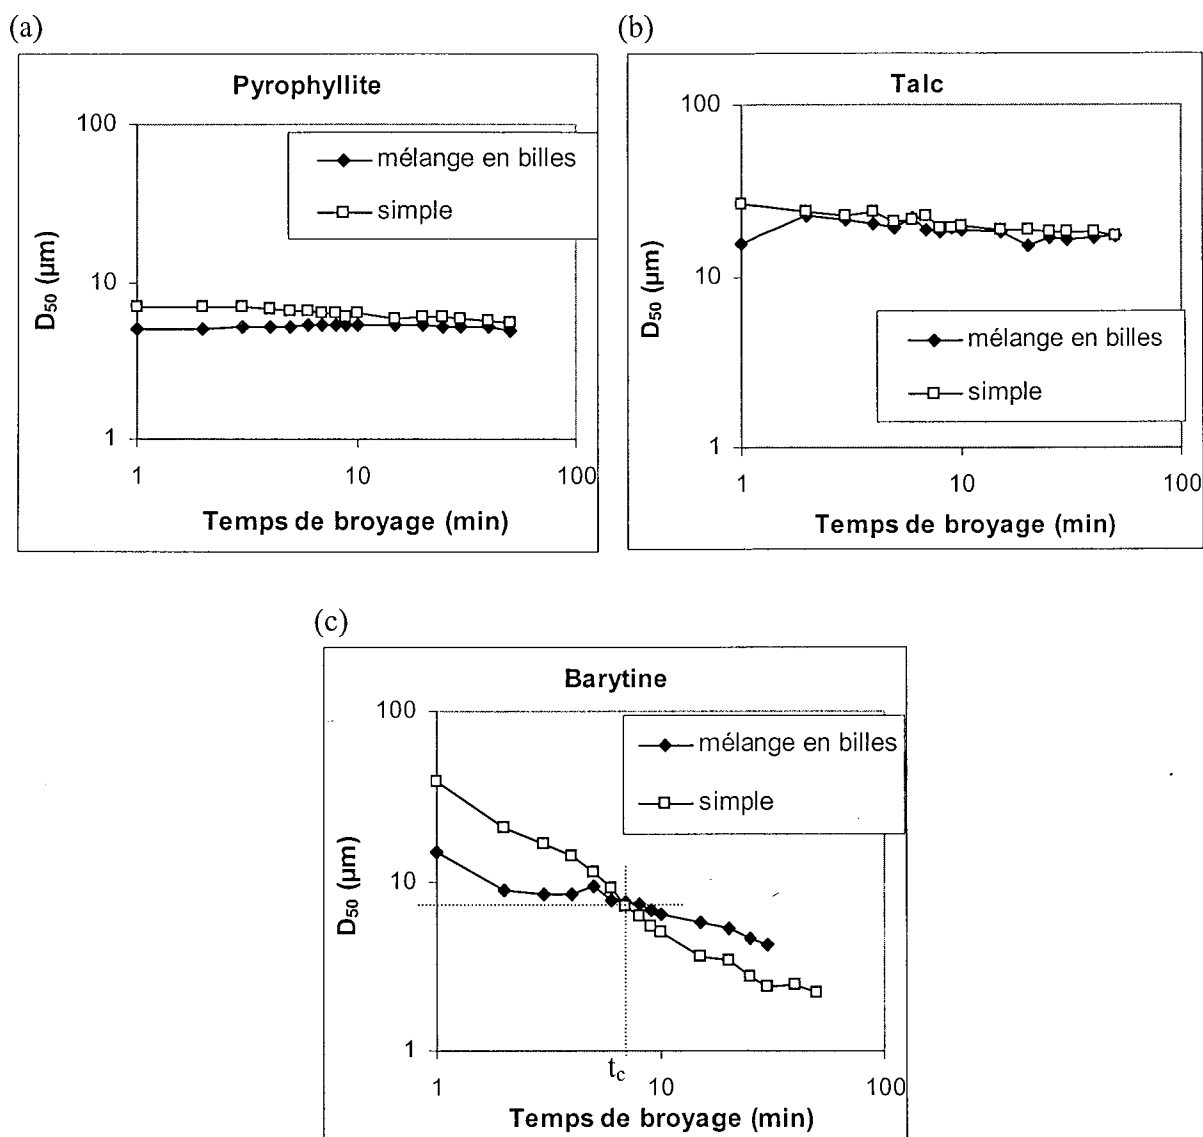 (a)
Pyrophyllite
100
mélange en billes
simple
10
1
D50 (µm)
1 10 100
Temps de broyage (min)
(b)
Talc
100
10
1
D50 (µm)
mélange en billes
simple
1 10 100
Temps de broyage (min)
(c)
Barytine
100
mélange en billes
simple
10
1
D50 (µm)
1 tc 10 100
Temps de broyage (min)